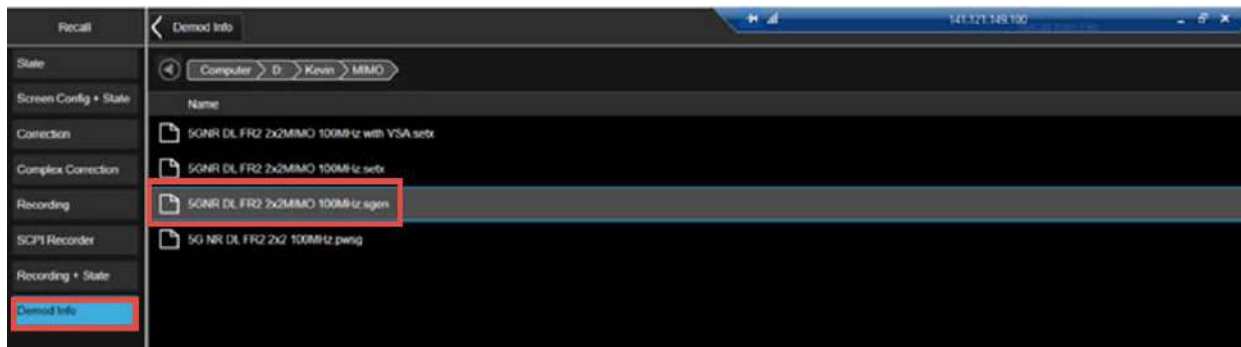 Recall
Demod Info
141.121.149.100
State
Computer D: Kevin MIMO
Screen Config + State
Name
Correction
5GNR DL FR2 2x2MIMO 100MHz with VSA.setx
Complex Correction
5GNR DL FR2 2x2MIMO 100MHz.setx
Recording
5GNR DL FR2 2x2MIMO 100MHz.sgen
SCPI Recorder
5G NR DL FR2 2x2 100MHz.pwsg
Recording + State
Demod Info